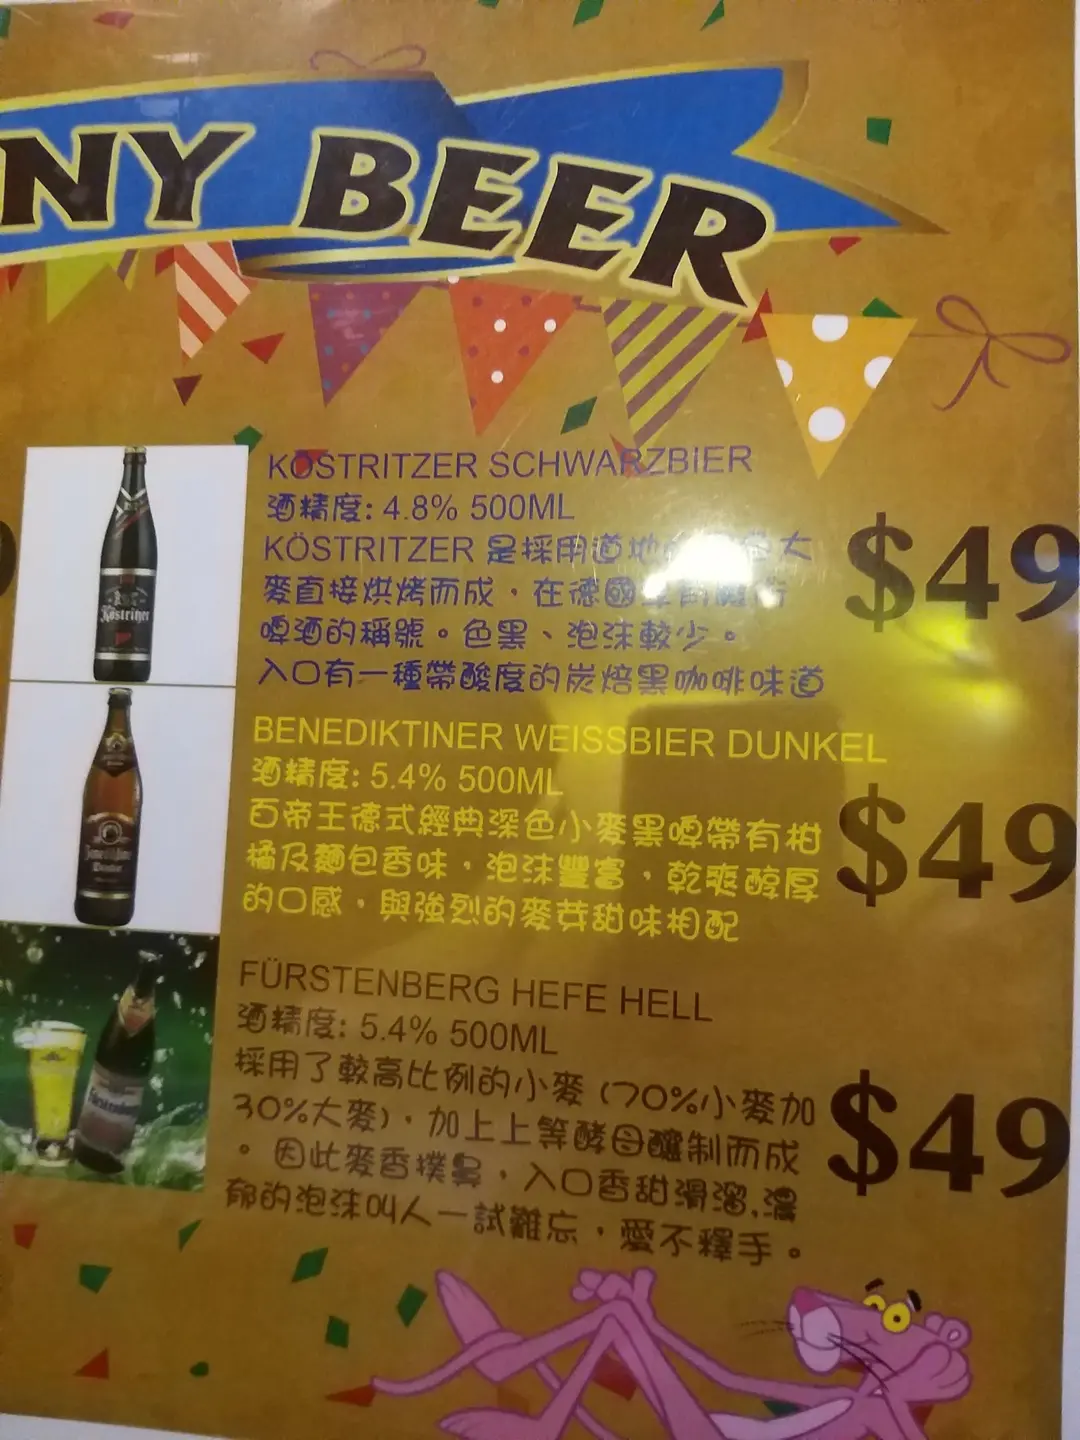 NY BEER
KÖSTRITZER SCHWARZBIER
酒精度: 4.8% 500ML
KÖSTRITZER 是採用道地 大
麥直接烘烤而成，在德國
啤酒的稱號。色黑、泡沫較少。
入口有一種帶酸度的炭焙黑咖啡味道
$49
Köstritzer
BENEDIKTINER WEISSBIER DUNKEL
酒精度: 5.4% 500ML
百帝王德式經典深色小麥黑啤帶有柑
橘及麵包香味，泡沫豐富，乾爽醇厚
的口感，與強烈的麥芽甜味相配
$49
FÜRSTENBERG HEFE HELL
酒精度: 5.4% 500ML
採用了較高比例的小麥 (70%小麥加
30%大麥)，加上上等酵母釀制而成
。因此麥香撲鼻，入口香甜滑溜,濃
郁的泡沫叫人一試難忘，愛不釋手。
$49